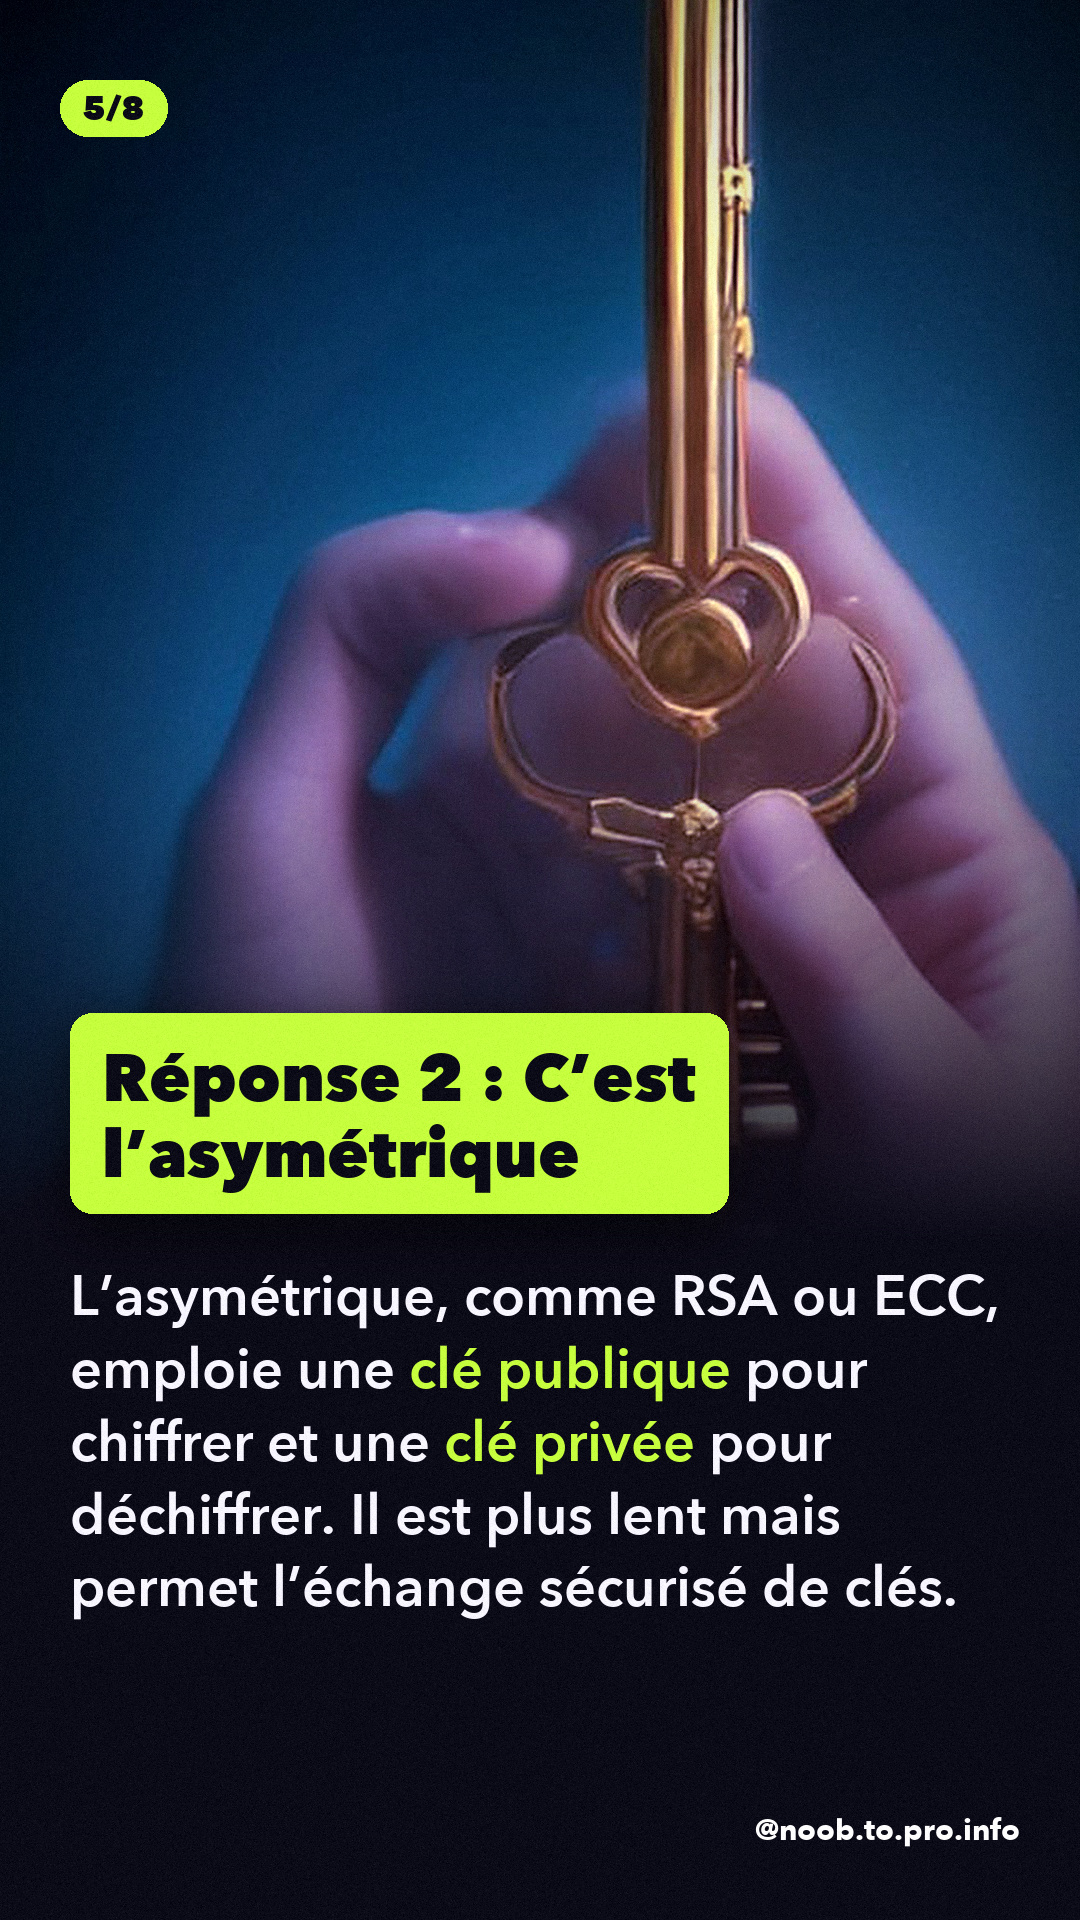 5/8
Réponse 2 : C’est
l’asymétrique
L’asymétrique, comme RSA ou ECC,
emploie une clé publique pour
chiffrer et une clé privée pour
déchiffrer. Il est plus lent mais
permet l’échange sécurisé de clés.
@noob.to.pro.info